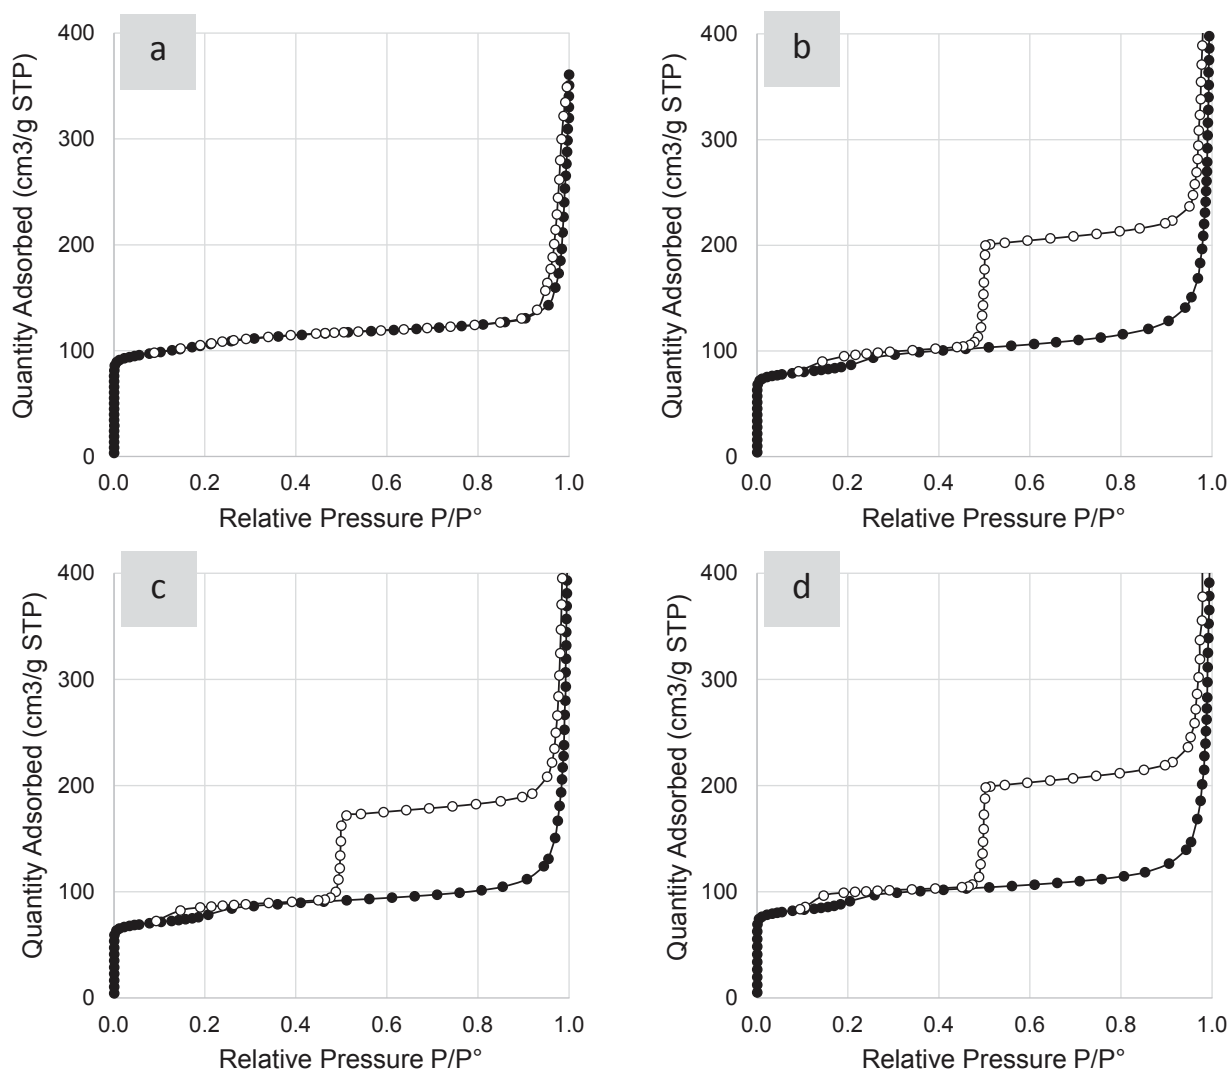 a
400
300
200
100
0
Quantity Adsorbed (cm3/g STP)
0.0 0.2 0.4 0.6 0.8 1.0
Relative Pressure P/P°
b
400
300
200
100
0
Quantity Adsorbed (cm3/g STP)
0.0 0.2 0.4 0.6 0.8 1.0
Relative Pressure P/P°
c
400
300
200
100
0
Quantity Adsorbed (cm3/g STP)
0.0 0.2 0.4 0.6 0.8 1.0
Relative Pressure P/P°
d
400
300
200
100
0
Quantity Adsorbed (cm3/g STP)
0.0 0.2 0.4 0.6 0.8 1.0
Relative Pressure P/P°